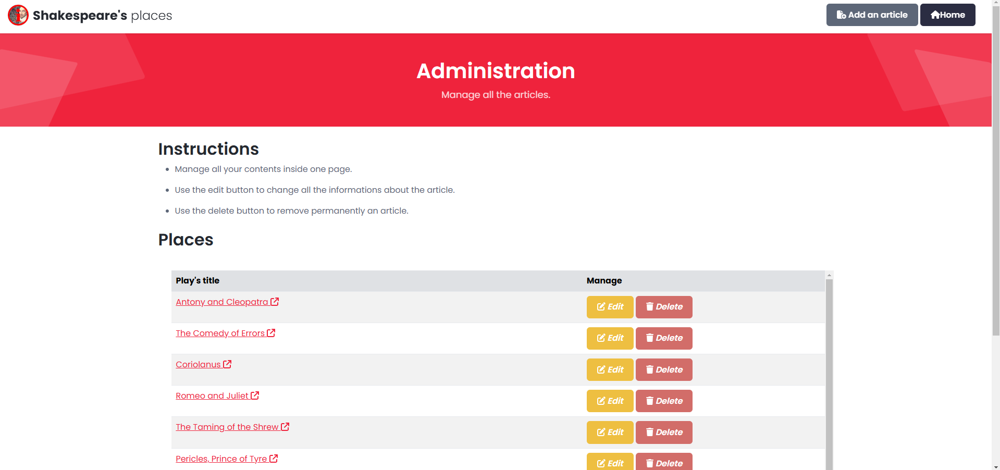 Shakespeare's places
Add an article
Home
Administration
Manage all the articles.
Instructions
Manage all your contents inside one page.
Use the edit button to change all the informations about the article.
Use the delete button to remove permanently an article.
Places
Play's title Manage
Antony and Cleopatra Edit Delete
The Comedy of Errors Edit Delete
Coriolanus Edit Delete
Romeo and Juliet Edit Delete
The Taming of the Shrew Edit Delete
Pericles, Prince of Tyre Edit Delete